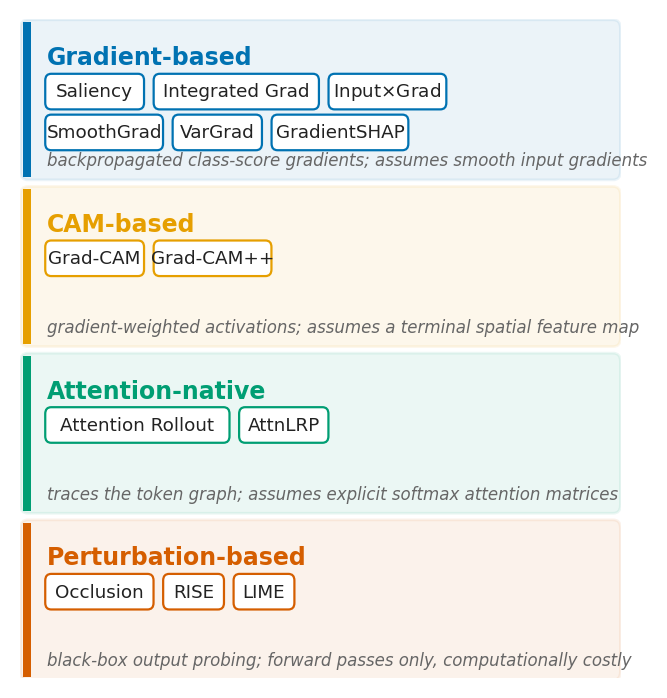 Gradient-based
Saliency Integrated Grad Input×Grad
SmoothGrad VarGrad GradientSHAP
backpropagated class-score gradients; assumes smooth input gradients
CAM-based
Grad-CAM Grad-CAM++
gradient-weighted activations; assumes a terminal spatial feature map
Attention-native
Attention Rollout AttnLRP
traces the token graph; assumes explicit softmax attention matrices
Perturbation-based
Occlusion RISE LIME
black-box output probing; forward passes only, computationally costly